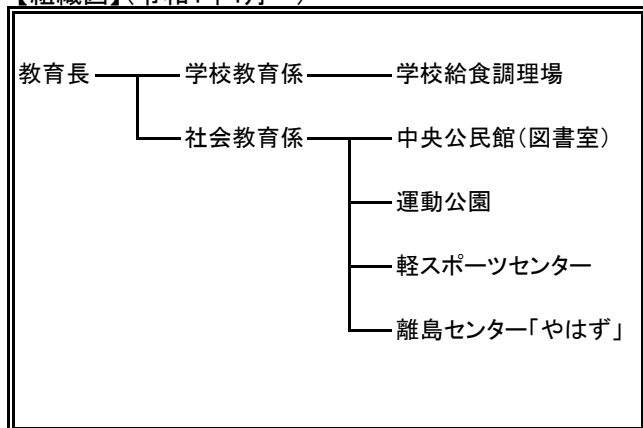 教育長 学校教育係 学校給食調理場
社会教育係 中央公民館(図書室)
運動公園
軽スポーツセンター
離島センター「やはず」